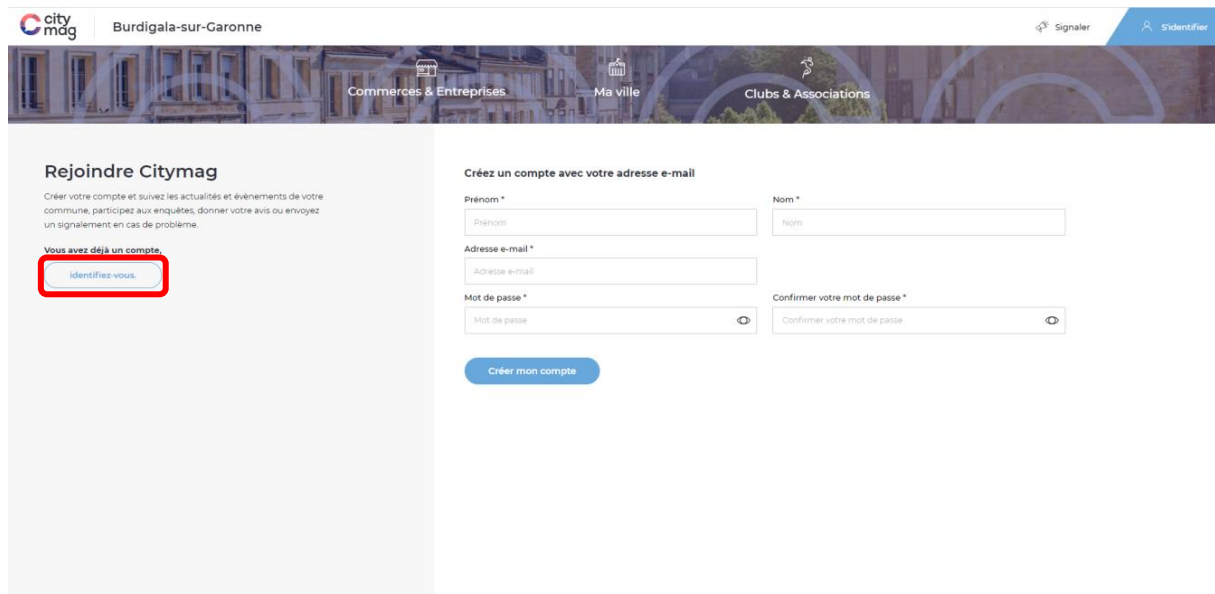 city
mag
Burdigala-sur-Garonne
Signaler
S'identifier
Commerces & Entreprises
Ma ville
Clubs & Associations
Rejoindre Citymag
Créer votre compte et suivez les actualités et évènements de votre
commune, participez aux enquêtes, donner votre avis ou envoyez
un signalement en cas de problème.
Vous avez déjà un compte,
identifiez-vous.
Créez un compte avec votre adresse e-mail
Prénom *
Nom *
Prénom
Nom
Adresse e-mail *
Adresse e-mail
Mot de passe *
Confirmer votre mot de passe *
Mot de passe
Confirmer votre mot de passe
Créer mon compte